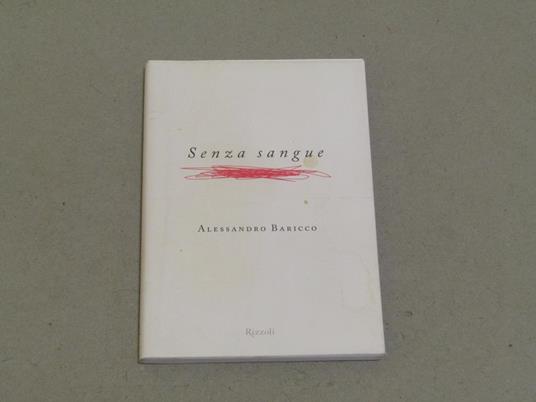 Senza sangue
Alessandro Baricco
Rizzoli